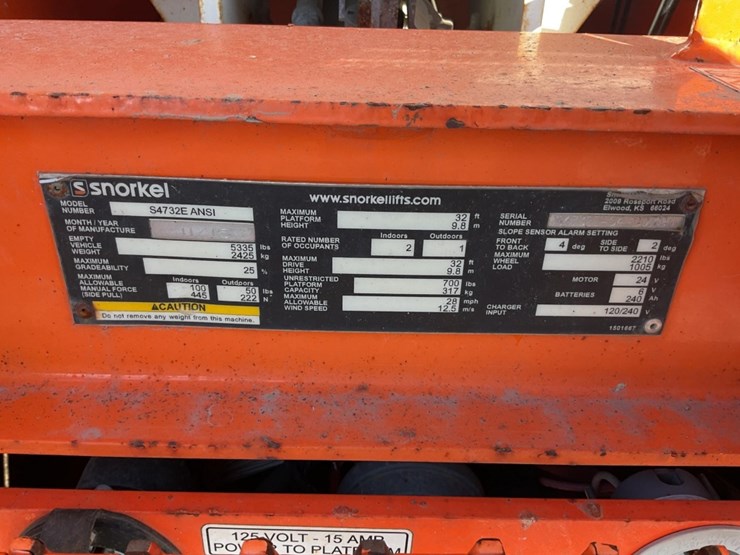 snorkel
www.snorkellifts.com
2009 Rossport Road
Elwood, KS 66024
MODEL NUMBER S4732E ANSI
MONTH / YEAR OF MANUFACTURE
EMPTY VEHICLE WEIGHT 5335 lbs
2425 kg
MAXIMUM GRADEABILITY 25 %
Indoors Outdoors
MAXIMUM ALLOWABLE MANUAL FORCE (SIDE PULL) 100 50 lbs
445 222 N
CAUTION
Do not remove any weight from this machine.
MAXIMUM PLATFORM HEIGHT 32 ft
9.8 m
Indoors Outdoors
RATED NUMBER OF OCCUPANTS 2 1
MAXIMUM DRIVE HEIGHT 32 ft
9.8 m
UNRESTRICTED PLATFORM CAPACITY 700 lbs
317 kg
MAXIMUM ALLOWABLE WIND SPEED 28 mph
12.5 m/s
SERIAL NUMBER
SLOPE SENSOR ALARM SETTING
FRONT TO BACK 4 deg SIDE TO SIDE 2 deg
MAXIMUM WHEEL LOAD 2210 lbs
1005 kg
MOTOR 24 V
BATTERIES 6 V
240 Ah
CHARGER INPUT 120/240 V
1501667
125 VOLT - 15 AMP
POWER TO PLATFORM